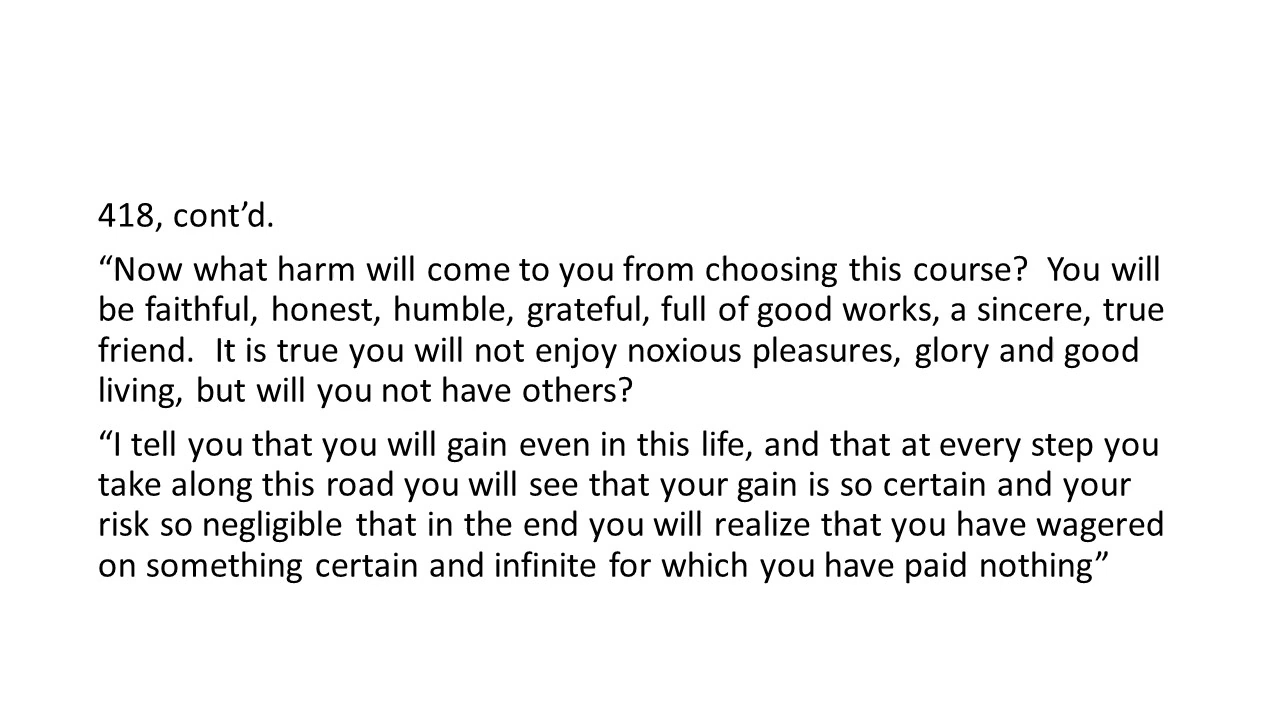 418, cont’d.
“Now what harm will come to you from choosing this course?  You will
be faithful, honest, humble, grateful, full of good works, a sincere, true
friend.  It is true you will not enjoy noxious pleasures, glory and good
living, but will you not have others?
“I tell you that you will gain even in this life, and that at every step you
take along this road you will see that your gain is so certain and your
risk so negligible that in the end you will realize that you have wagered
on something certain and infinite for which you have paid nothing”